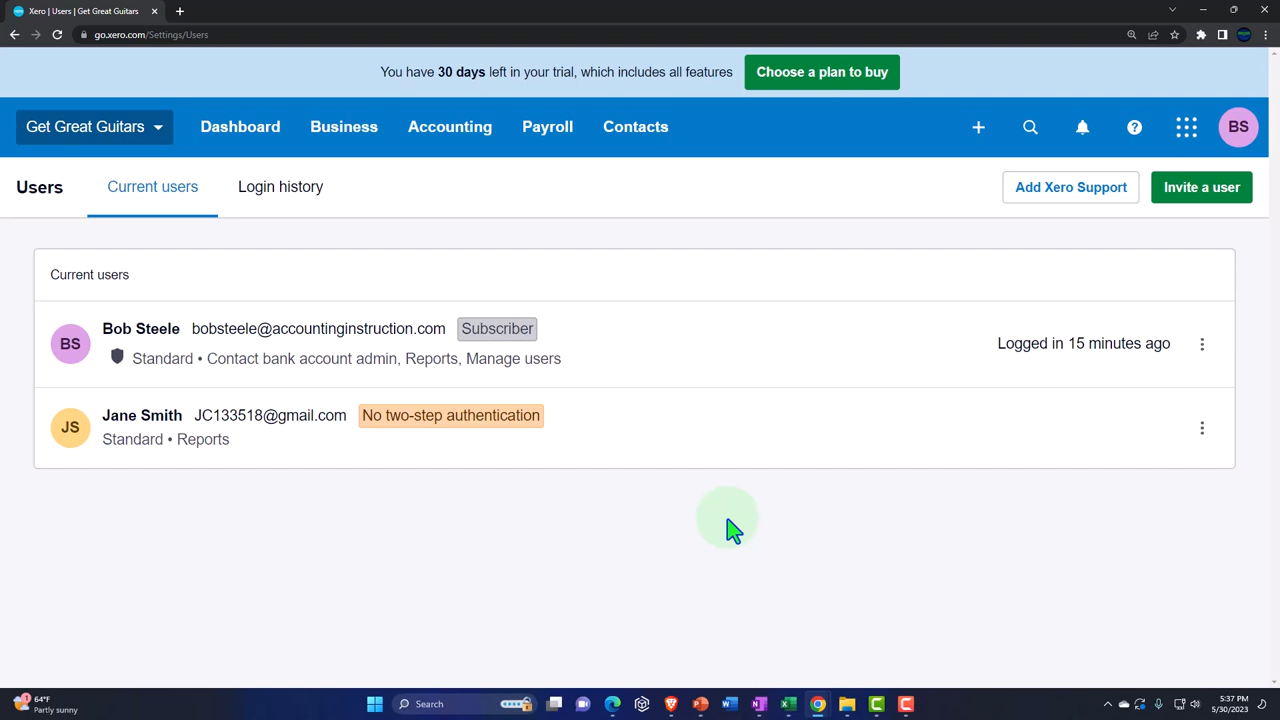 Xero | Users | Get Great Guitars
go.xero.com/Settings/Users
You have 30 days left in your trial, which includes all features
Choose a plan to buy
Get Great Guitars
Dashboard
Business
Accounting
Payroll
Contacts
BS
Users
Current users
Login history
Add Xero Support
Invite a user
Current users
BS
Bob Steele bobsteele@accountinginstruction.com Subscriber
Standard • Contact bank account admin, Reports, Manage users
Logged in 15 minutes ago
JS
Jane Smith JC133518@gmail.com No two-step authentication
Standard • Reports
1
64°F
Partly sunny
Search
5:37 PM
5/30/2023